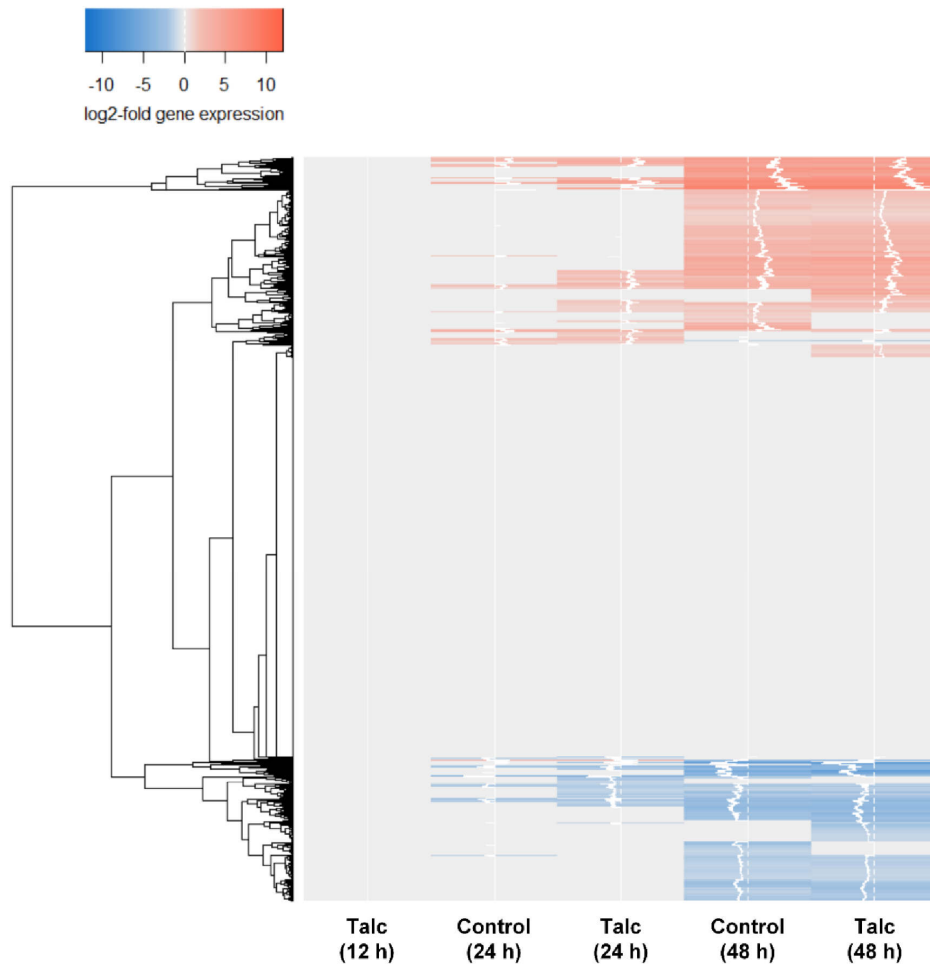 -10 -5 0 5 10
log2-fold gene expression
Talc Control Talc Control Talc
(12 h) (24 h) (24 h) (48 h) (48 h)